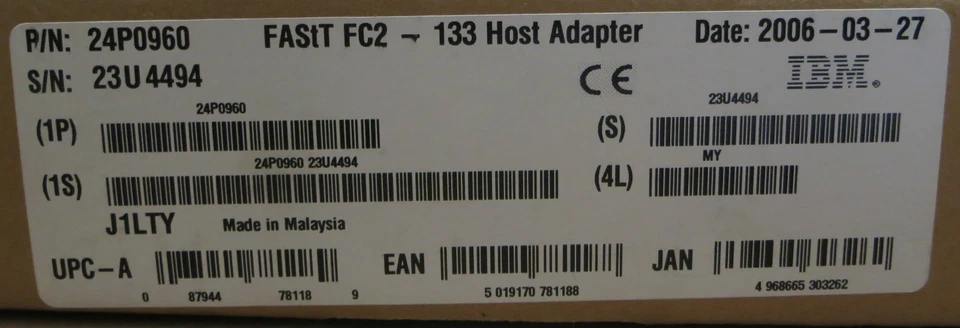 P/N: 24P0960 FAStT FC2 - 133 Host Adapter Date: 2006-03-27
S/N: 23U4494 CE IBM®
24P0960 23U4494
(1P) (S)
24P0960 23U4494 MY
(1S) (4L)
J1LTY Made in Malaysia
UPC-A EAN JAN
0 87944 78118 9 5 019170 781188 4 968665 303262